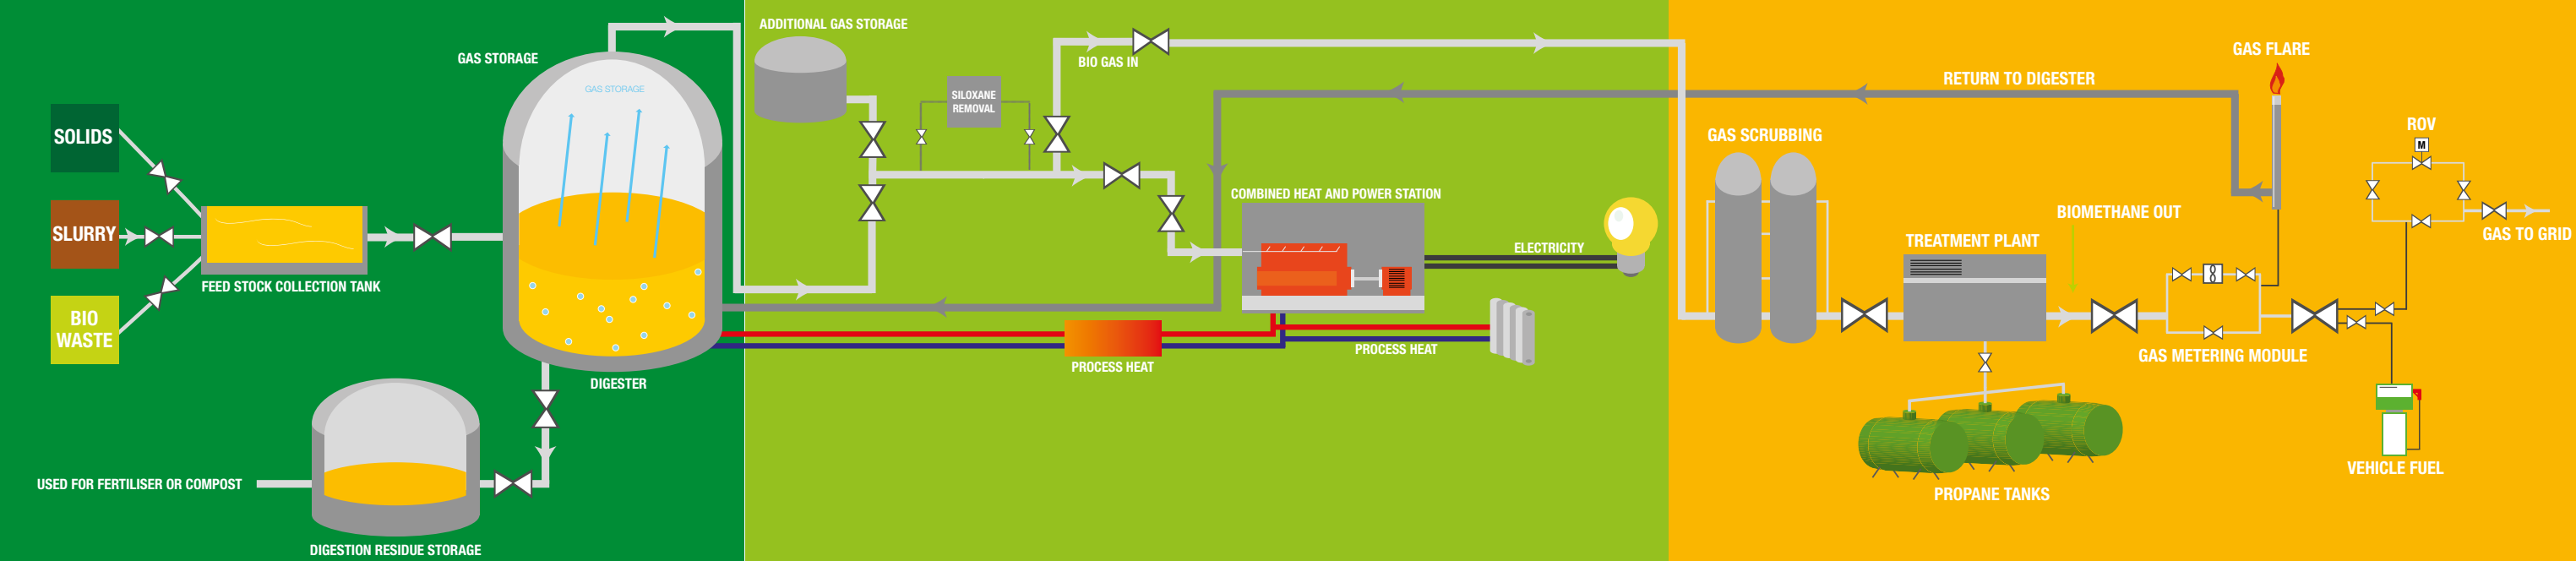 SOLIDS
SLURRY
BIO
WASTE
FEED STOCK COLLECTION TANK
GAS STORAGE
GAS STORAGE
DIGESTER
USED FOR FERTILISER OR COMPOST
DIGESTION RESIDUE STORAGE
ADDITIONAL GAS STORAGE
SILOXANE
REMOVAL
BIO GAS IN
COMBINED HEAT AND POWER STATION
ELECTRICITY
PROCESS HEAT
PROCESS HEAT
RETURN TO DIGESTER
GAS SCRUBBING
TREATMENT PLANT
PROPANE TANKS
BIOMETHANE OUT
GAS METERING MODULE
GAS FLARE
ROV
M
GAS TO GRID
VEHICLE FUEL